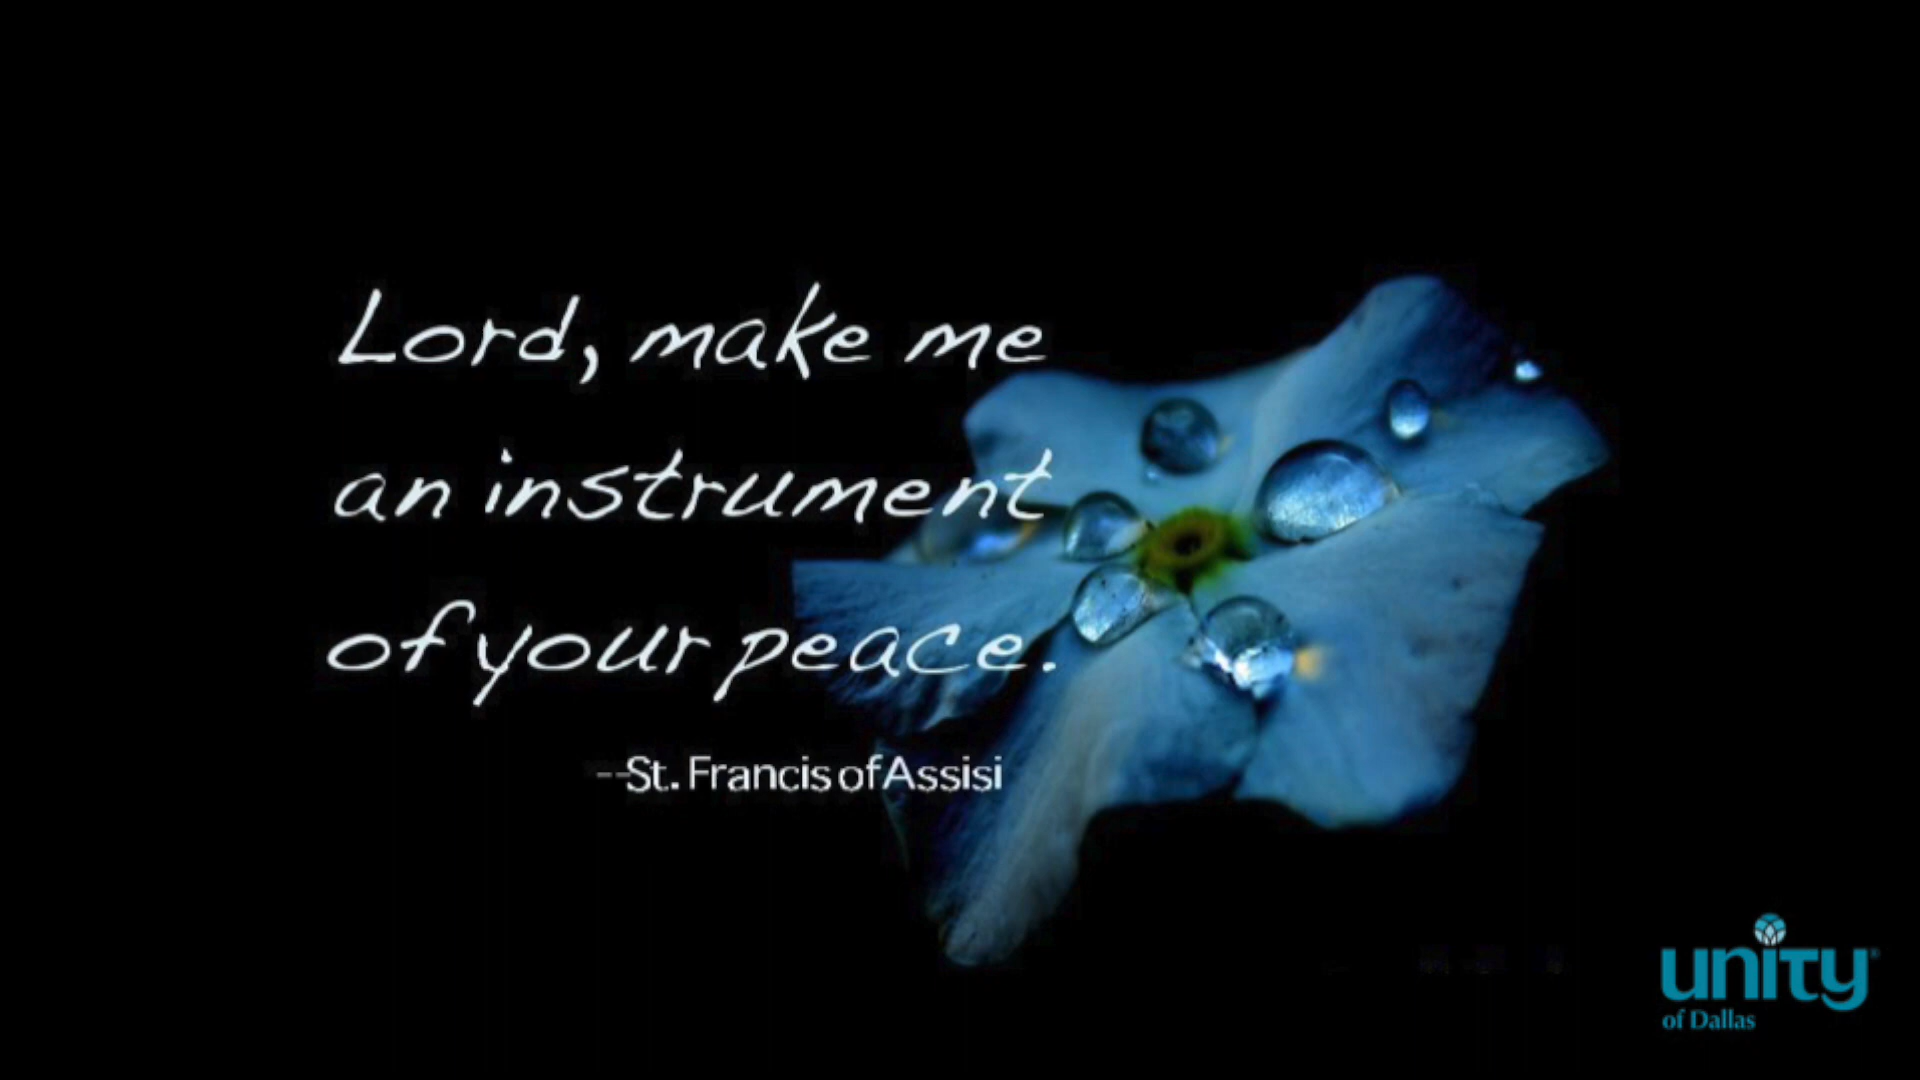 Lord, make me
an instrument
of your peace.
--St. Francis of Assisi
unity®
of Dallas